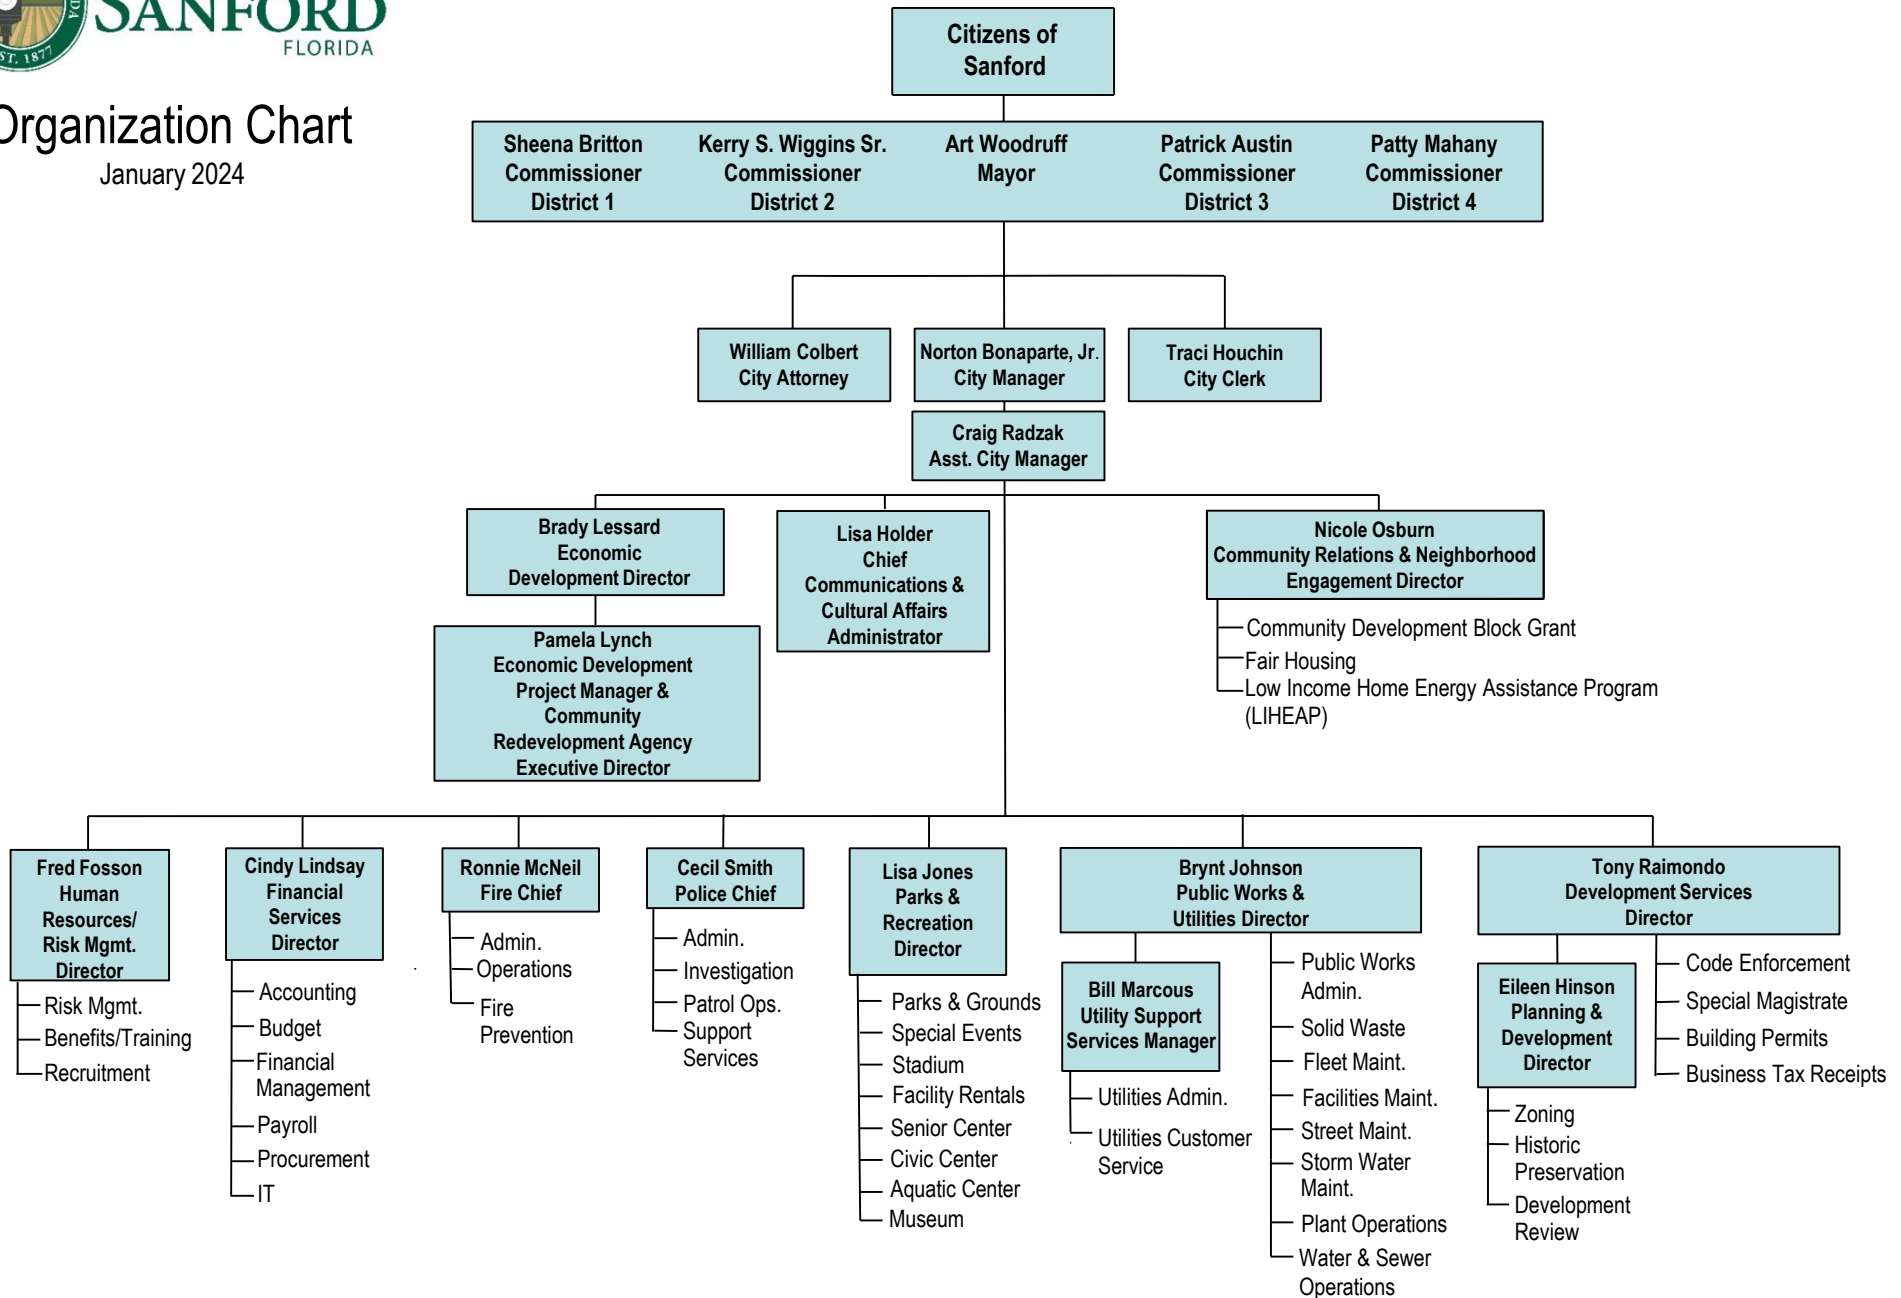 SANFORD
FLORIDA
EST. 1877
Organization Chart
January 2024
Citizens of
Sanford
Sheena Britton
Commissioner
District 1
Kerry S. Wiggins Sr.
Commissioner
District 2
Art Woodruff
Mayor
Patrick Austin
Commissioner
District 3
Patty Mahany
Commissioner
District 4
William Colbert
City Attorney
Norton Bonaparte, Jr.
City Manager
Traci Houchin
City Clerk
Craig Radzak
Asst. City Manager
Brady Lessard
Economic
Development Director
Pamela Lynch
Economic Development
Project Manager &
Community
Redevelopment Agency
Executive Director
Lisa Holder
Chief
Communications &
Cultural Affairs
Administrator
Nicole Osburn
Community Relations & Neighborhood
Engagement Director
Community Development Block Grant
Fair Housing
Low Income Home Energy Assistance Program
(LIHEAP)
Fred Fosson
Human
Resources/
Risk Mgmt.
Director
Risk Mgmt.
Benefits/Training
Recruitment
Cindy Lindsay
Financial
Services
Director
Accounting
Budget
Financial
Management
Payroll
Procurement
IT
Ronnie McNeil
Fire Chief
Admin.
Operations
Fire
Prevention
Cecil Smith
Police Chief
Admin.
Investigation
Patrol Ops.
Support
Services
Lisa Jones
Parks &
Recreation
Director
Parks & Grounds
Special Events
Stadium
Facility Rentals
Senior Center
Civic Center
Aquatic Center
Museum
Brynt Johnson
Public Works &
Utilities Director
Bill Marcous
Utility Support
Services Manager
Utilities Admin.
Utilities Customer
Service
Public Works
Admin.
Solid Waste
Fleet Maint.
Facilities Maint.
Street Maint.
Storm Water
Maint.
Plant Operations
Water & Sewer
Operations
Tony Raimondo
Development Services
Director
Eileen Hinson
Planning &
Development
Director
Zoning
Historic
Preservation
Development
Review
Code Enforcement
Special Magistrate
Building Permits
Business Tax Receipts